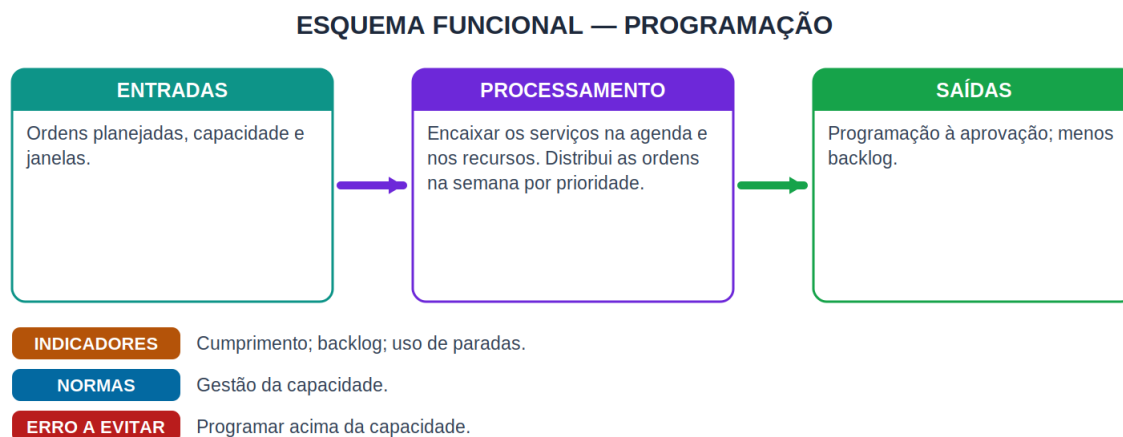 ESQUEMA FUNCIONAL — PROGRAMAÇÃO
ENTRADAS
Ordens planejadas, capacidade e
janelas.
PROCESSAMENTO
Encaixar os serviços na agenda e
nos recursos. Distribui as ordens
na semana por prioridade.
SAÍDAS
Programação à aprovação; menos
backlog.
INDICADORES
Cumprimento; backlog; uso de paradas.
NORMAS
Gestão da capacidade.
ERRO A EVITAR
Programar acima da capacidade.